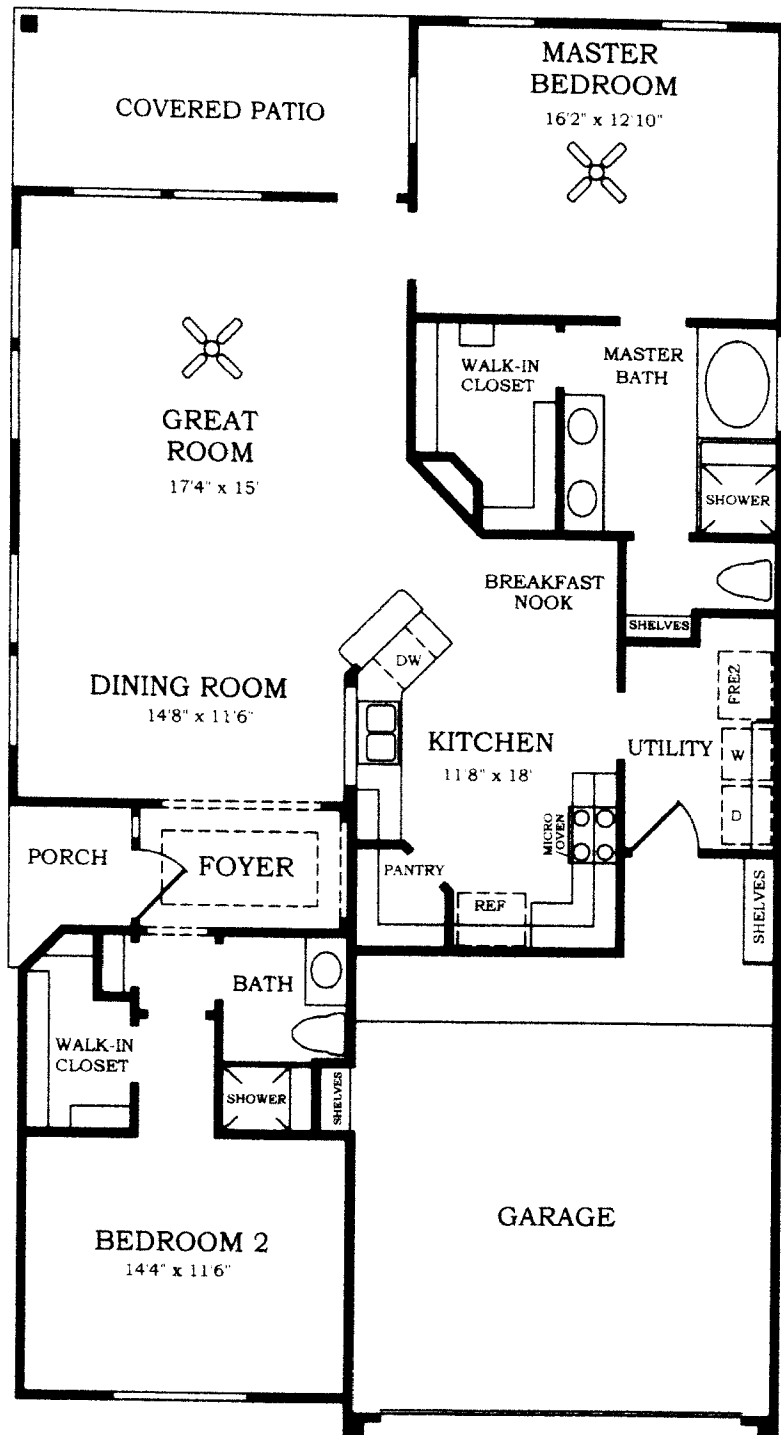 MASTER
BEDROOM
16'2" x 12'10"
COVERED PATIO
GREAT
ROOM
17'4" x 15'
WALK-IN
CLOSET
MASTER
BATH
SHOWER
BREAKFAST
NOOK
SHELVES
DW
FREZ
DINING ROOM
14'8" x 11'6"
KITCHEN
11'8" x 18'
UTILITY
W
D
MICRO
/OVEN
PORCH
FOYER
PANTRY
REF
SHELVES
BATH
WALK-IN
CLOSET
SHOWER
SHELVES
GARAGE
BEDROOM 2
14'4" x 11'6"